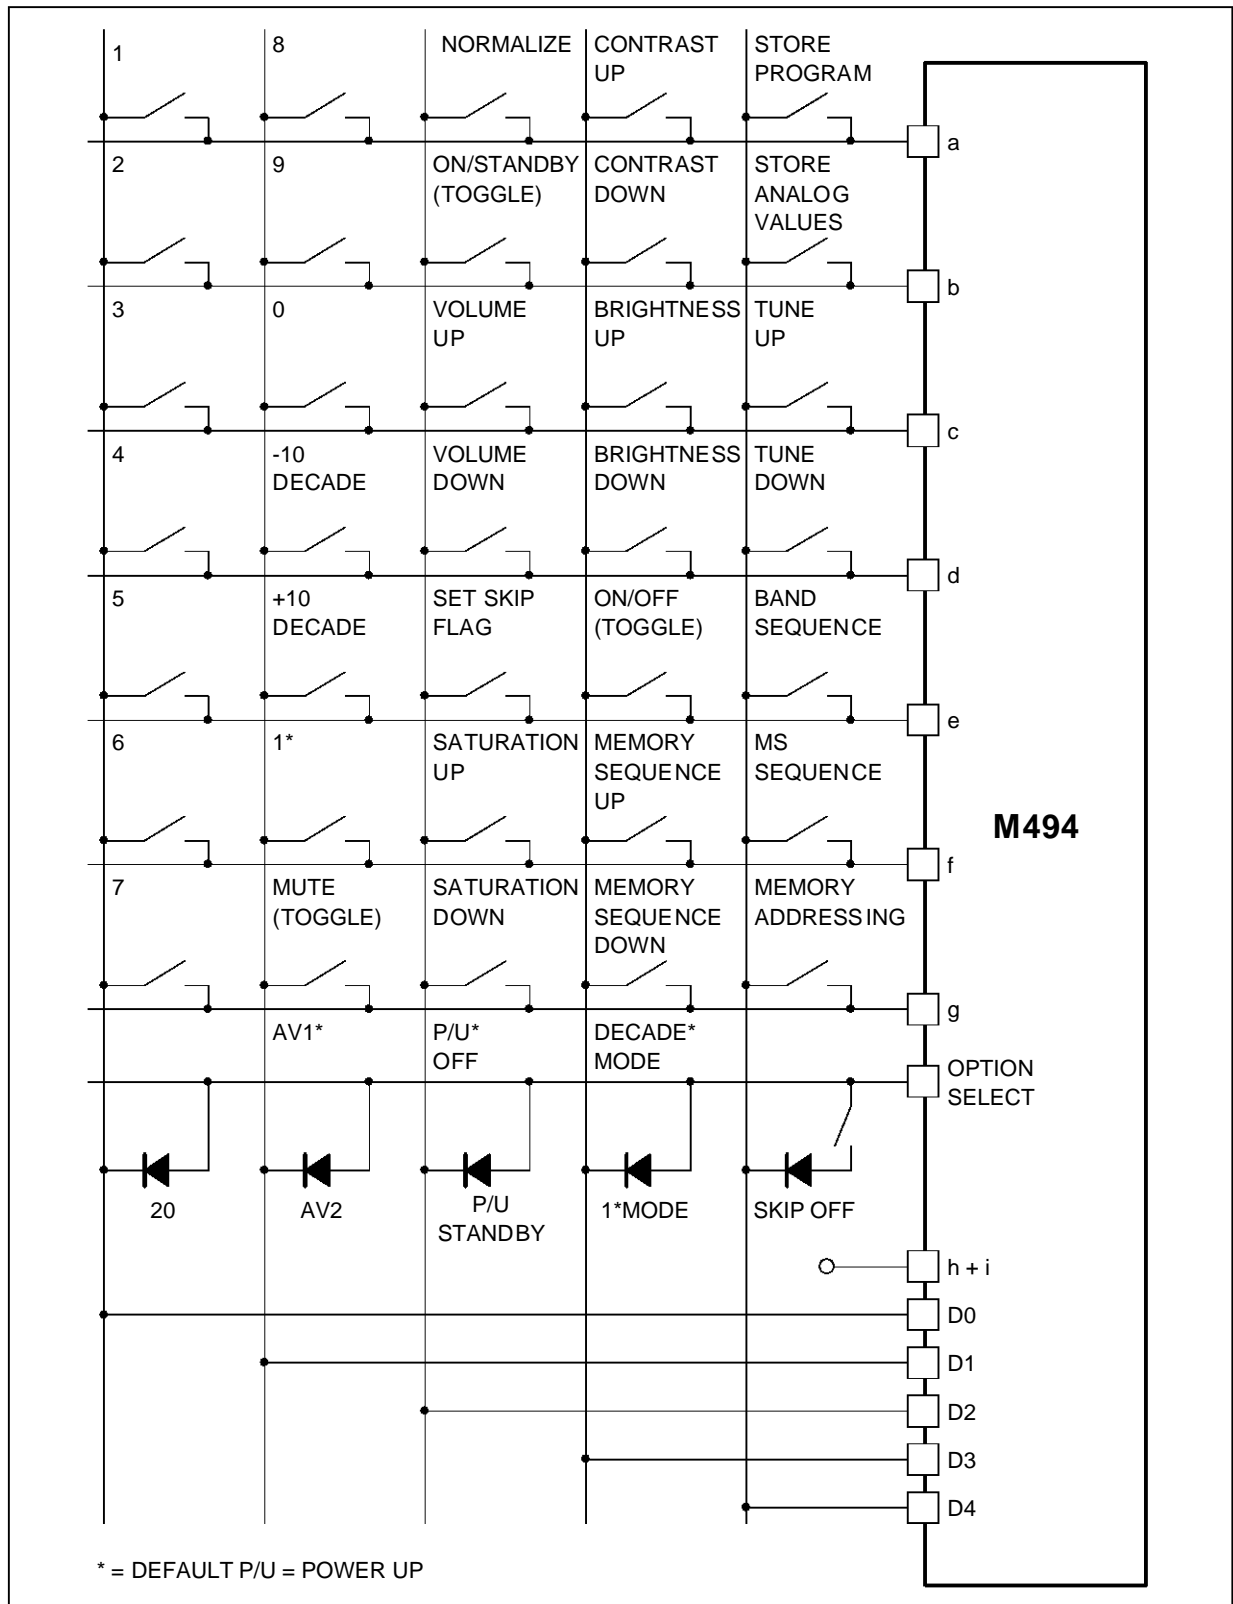 1
8
NORMALIZE
CONTRAST
UP
STORE
PROGRAM
a
2
9
ON/STANDBY
(TOGGLE)
CONTRAST
DOWN
STORE
ANALOG
VALUES
b
3
0
VOLUME
UP
BRIGHTNESS
UP
TUNE
UP
c
4
-10
DECADE
VOLUME
DOWN
BRIGHTNESS
DOWN
TUNE
DOWN
d
5
+10
DECADE
SET SKIP
FLAG
ON/OFF
(TOGGLE)
BAND
SEQUENCE
e
6
1*
SATURATION
UP
MEMORY
SEQUENCE
UP
MS
SEQUENCE
M494
f
7
MUTE
(TOGGLE)
SATURATION
DOWN
MEMORY
SEQUENCE
DOWN
MEMORY
ADDRESSING
g
AV1*
P/U*
OFF
DECADE*
MODE
OPTION
SELECT
20
AV2
P/U
STANDBY
1*MODE
SKIP OFF
h + i
D0
D1
D2
D3
D4
* = DEFAULT P/U = POWER UP